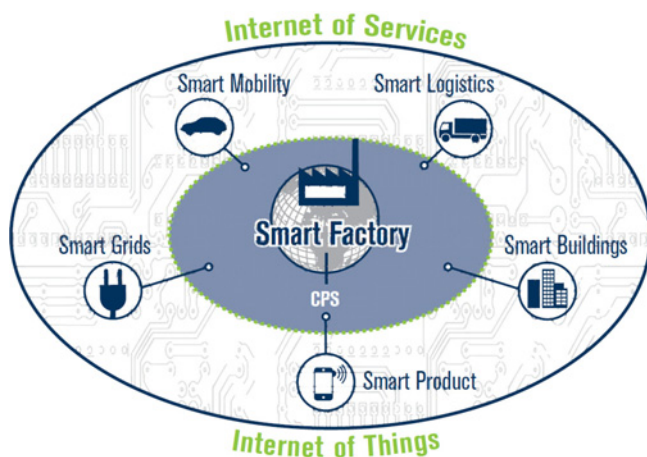 Internet of Services
Smart Mobility
Smart Logistics
Smart Factory
Smart Grids
Smart Buildings
CPS
Smart Product
Internet of Things